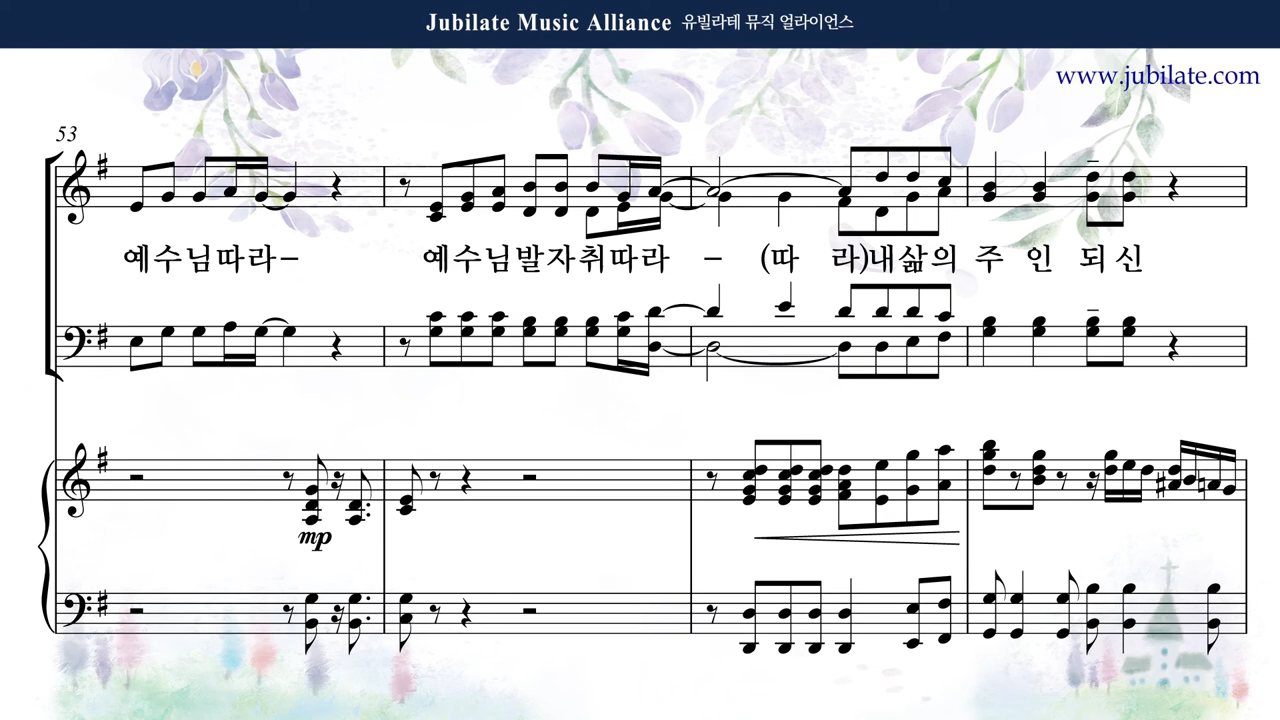 Jubilate Music Alliance 유빌라테 뮤직 얼라이언스
www.jubilate.com
53
예수님따라– 예수님발자취따라 – (따 라)내삶의 주 인 되신
mp